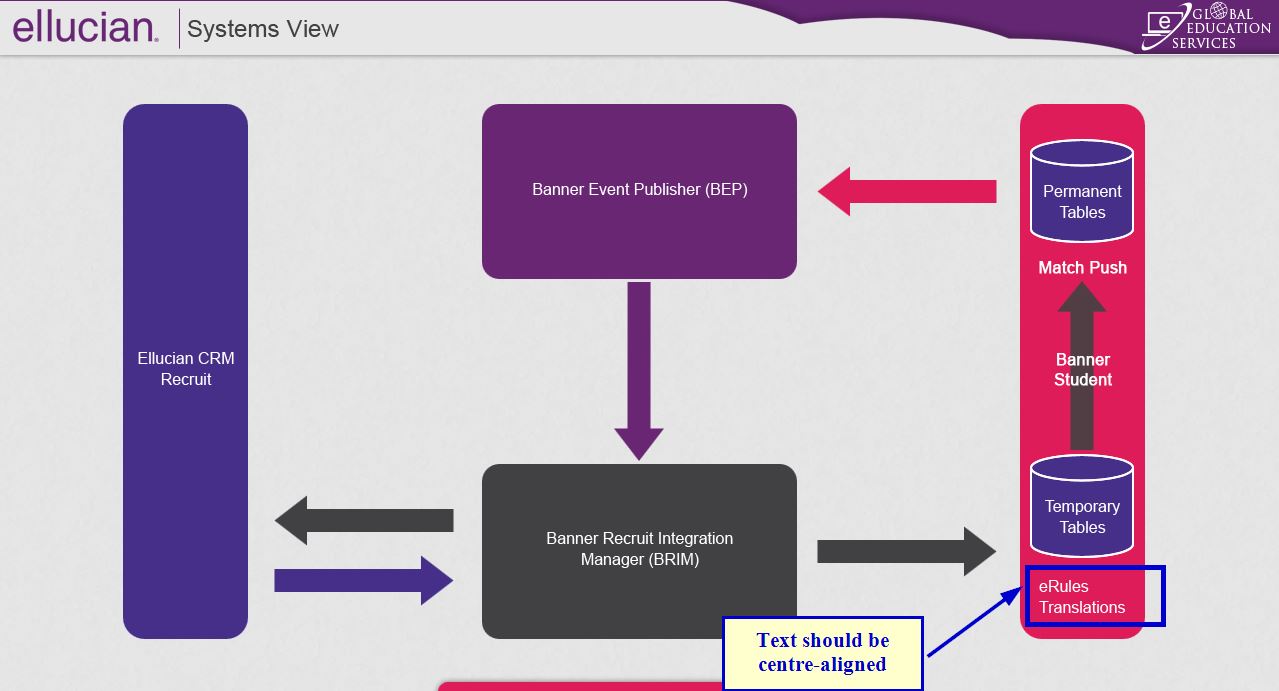 ellucian.
Systems View
e
GLOBAL
EDUCATION
SERVICES
Ellucian CRM
Recruit
Banner Event Publisher (BEP)
Permanent
Tables
Match Push
Banner
Student
Temporary
Tables
Banner Recruit Integration
Manager (BRIM)
eRules
Translations
Text should be
centre-aligned